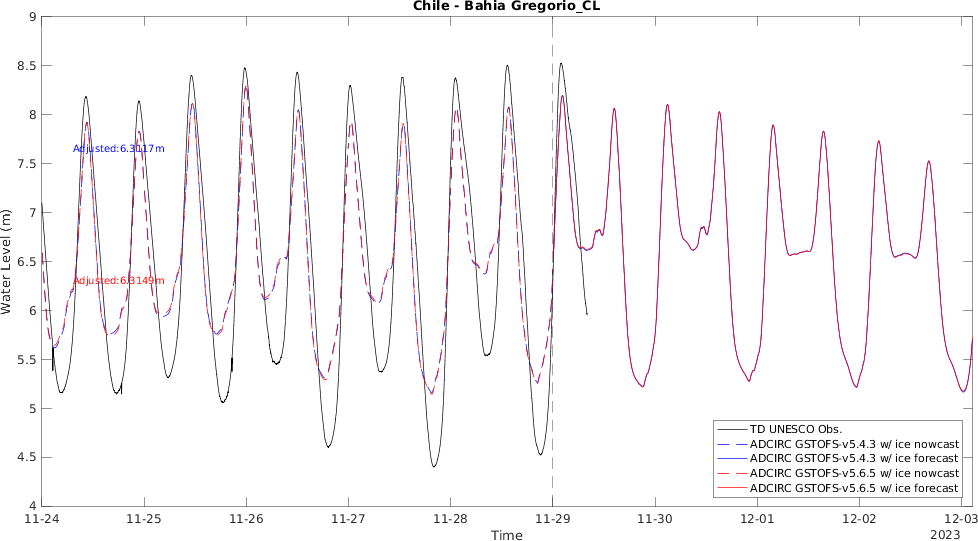 Chile - Bahia Gregorio_CL
9
8.5
8
7.5
7
6.5
6
5.5
5
4.5
4
Water Level (m)
Adjusted:6.3117m
Adjusted:6.3149m
TD UNESCO Obs.
ADCIRC GSTOFS-v5.4.3 w/ ice nowcast
ADCIRC GSTOFS-v5.4.3 w/ ice forecast
ADCIRC GSTOFS-v5.6.5 w/ ice nowcast
ADCIRC GSTOFS-v5.6.5 w/ ice forecast
11-24 11-25 11-26 11-27 11-28 11-29 11-30 12-01 12-02 12-03
Time
2023